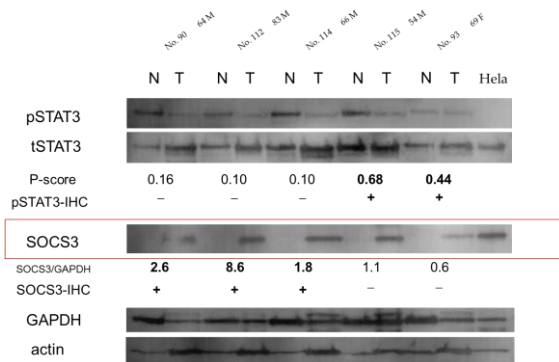 No. 90 64 M No. 112 83 M No. 114 66 M No. 115 54 M No. 93 69 F
N T N T N T N T N T Hela
pSTAT3
tSTAT3
P-score 0.16 0.10 0.10 0.68 0.44
pSTAT3-IHC – – – + +
SOCS3
SOCS3/GAPDH 2.6 8.6 1.8 1.1 0.6
SOCS3-IHC + + + – –
GAPDH
actin